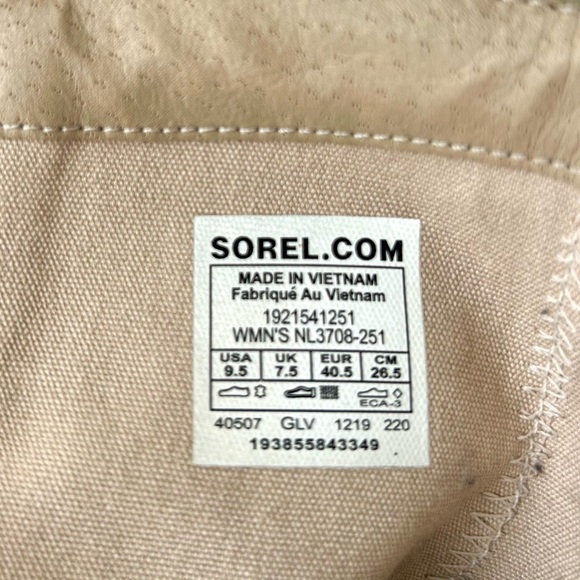 SOREL.COM
MADE IN VIETNAM
Fabriqué Au Vietnam
1921541251
WMN'S NL3708-251
USA UK EUR CM
9.5 7.5 40.5 26.5
ECA-3
40507 GLV 1219 220
193855843349